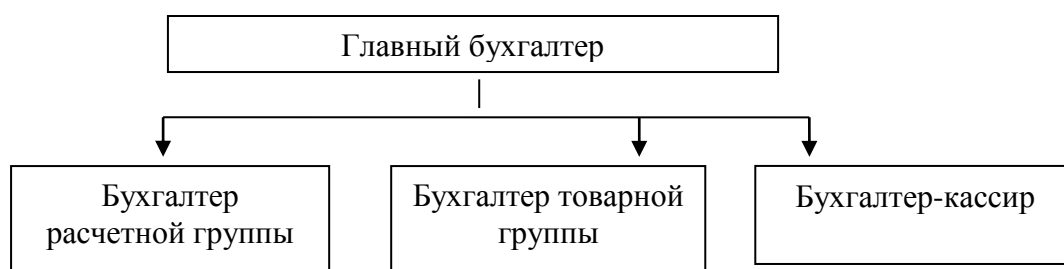 Главный бухгалтер
Бухгалтер
расчетной группы
Бухгалтер товарной
группы
Бухгалтер-кассир